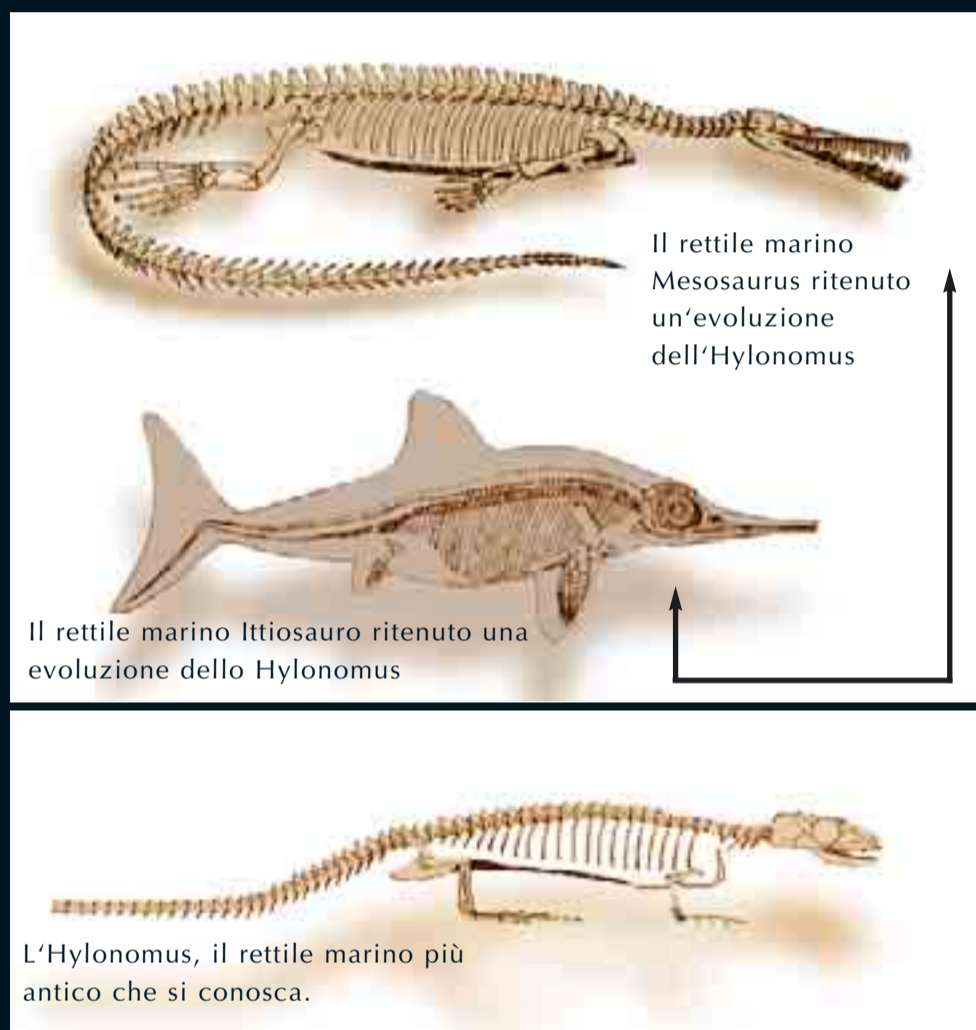 Il rettile marino
Mesosaurus ritenuto
un‘evoluzione
dell‘Hylonomus
Il rettile marino Ittiosauro ritenuto una
evoluzione dello Hylonomus
L‘Hylonomus, il rettile marino più
antico che si conosca.